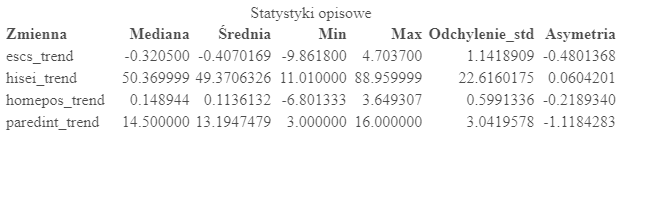 Statystyki opisowe
Zmienna Mediana Średnia Min Max Odchylenie_std Asymetria
escs_trend -0.320500 -0.4070169 -9.861800 4.703700 1.1418909 -0.4801368
hisei_trend 50.369999 49.3706326 11.010000 88.959999 22.6160175 0.0604201
homepos_trend 0.148944 0.1136132 -6.801333 3.649307 0.5991336 -0.2189340
paredint_trend 14.500000 13.1947479 3.000000 16.000000 3.0419578 -1.1184283